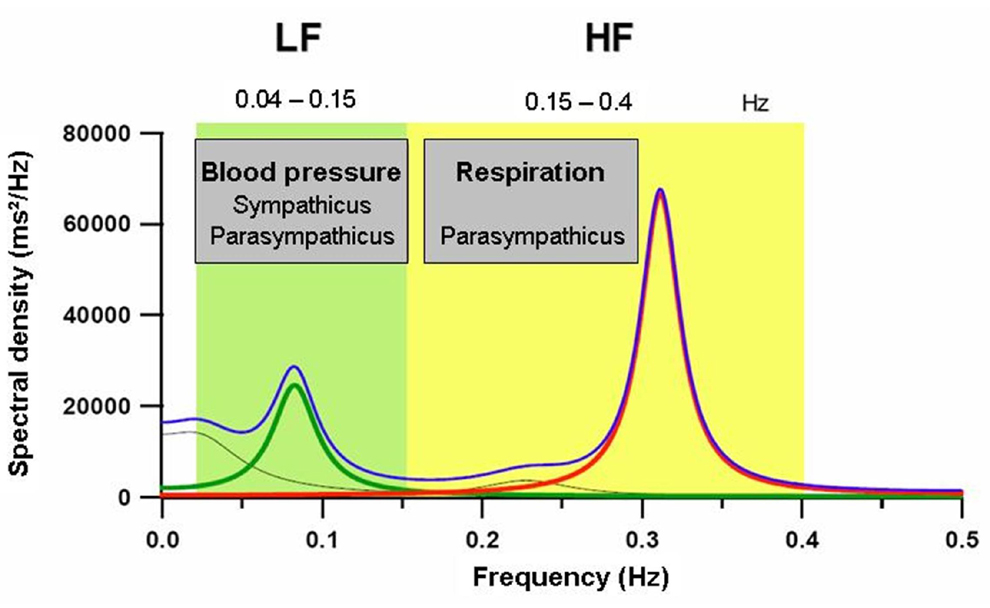 LF HF
0.04 – 0.15 0.15 – 0.4 Hz
80000
60000
40000
20000
0
Spectral density (ms²/Hz)
Blood pressure
Sympathicus
Parasympathicus
Respiration
Parasympathicus
0.0 0.1 0.2 0.3 0.4 0.5
Frequency (Hz)